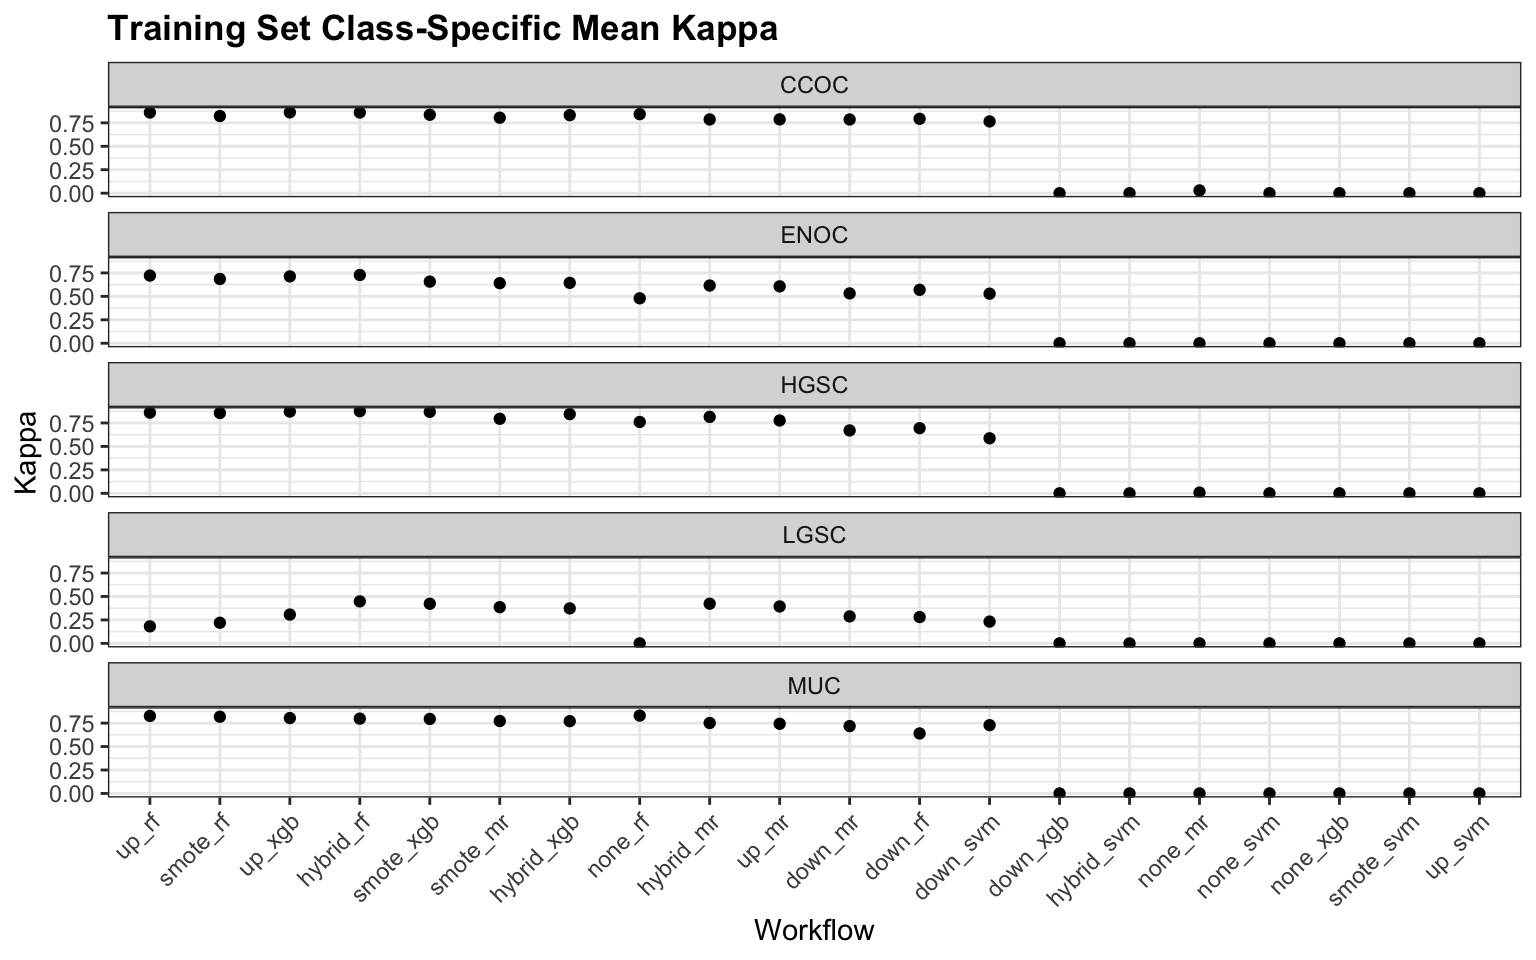 Training Set Class-Specific Mean Kappa
CCOC
0.75
0.50
0.25
0.00
ENOC
0.75
0.50
0.25
0.00
HGSC
0.75
0.50
0.25
0.00
LGSC
0.75
0.50
0.25
0.00
MUC
0.75
0.50
0.25
0.00
Kappa
up_rf
smote_rf
up_xgb
hybrid_rf
smote_xgb
smote_mr
hybrid_xgb
none_rf
hybrid_mr
up_mr
down_mr
down_rf
down_svm
down_xgb
hybrid_svm
none_mr
none_svm
none_xgb
smote_svm
up_svm
Workflow